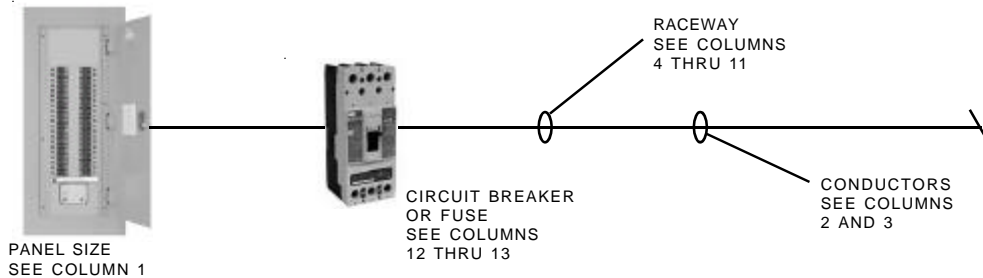 RACEWAY
SEE COLUMNS
4 THRU 11
CIRCUIT BREAKER
OR FUSE
SEE COLUMNS
12 THRU 13
CONDUCTORS
SEE COLUMNS
2 AND 3
PANEL SIZE
SEE COLUMN 1